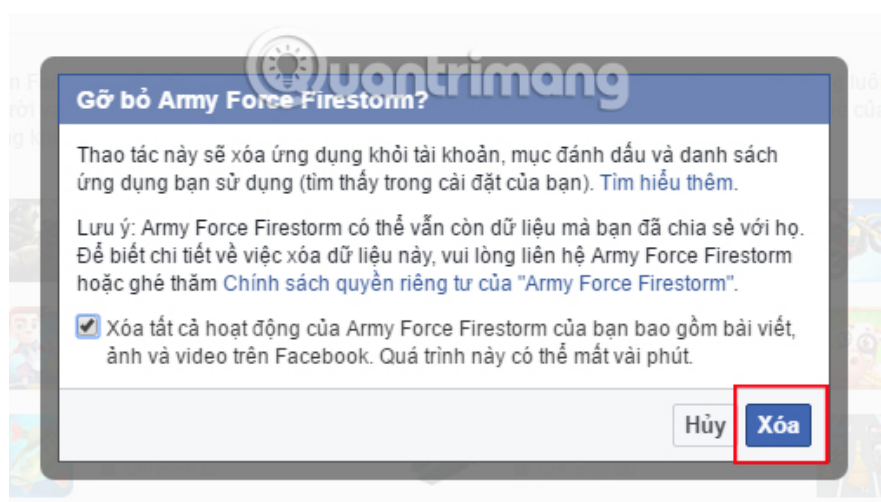 Quantrimang
Gỡ bỏ Army Force Firestorm?
Thao tác này sẽ xóa ứng dụng khỏi tài khoản, mục đánh dấu và danh sách
ứng dụng bạn sử dụng (tìm thấy trong cài đặt của bạn). Tìm hiểu thêm.
Lưu ý: Army Force Firestorm có thể vẫn còn dữ liệu mà bạn đã chia sẻ với họ.
Để biết chi tiết về việc xóa dữ liệu này, vui lòng liên hệ Army Force Firestorm
hoặc ghé thăm Chính sách quyền riêng tư của "Army Force Firestorm".
Xóa tất cả hoạt động của Army Force Firestorm của bạn bao gồm bài viết,
ảnh và video trên Facebook. Quá trình này có thể mất vài phút.
Hủy Xóa